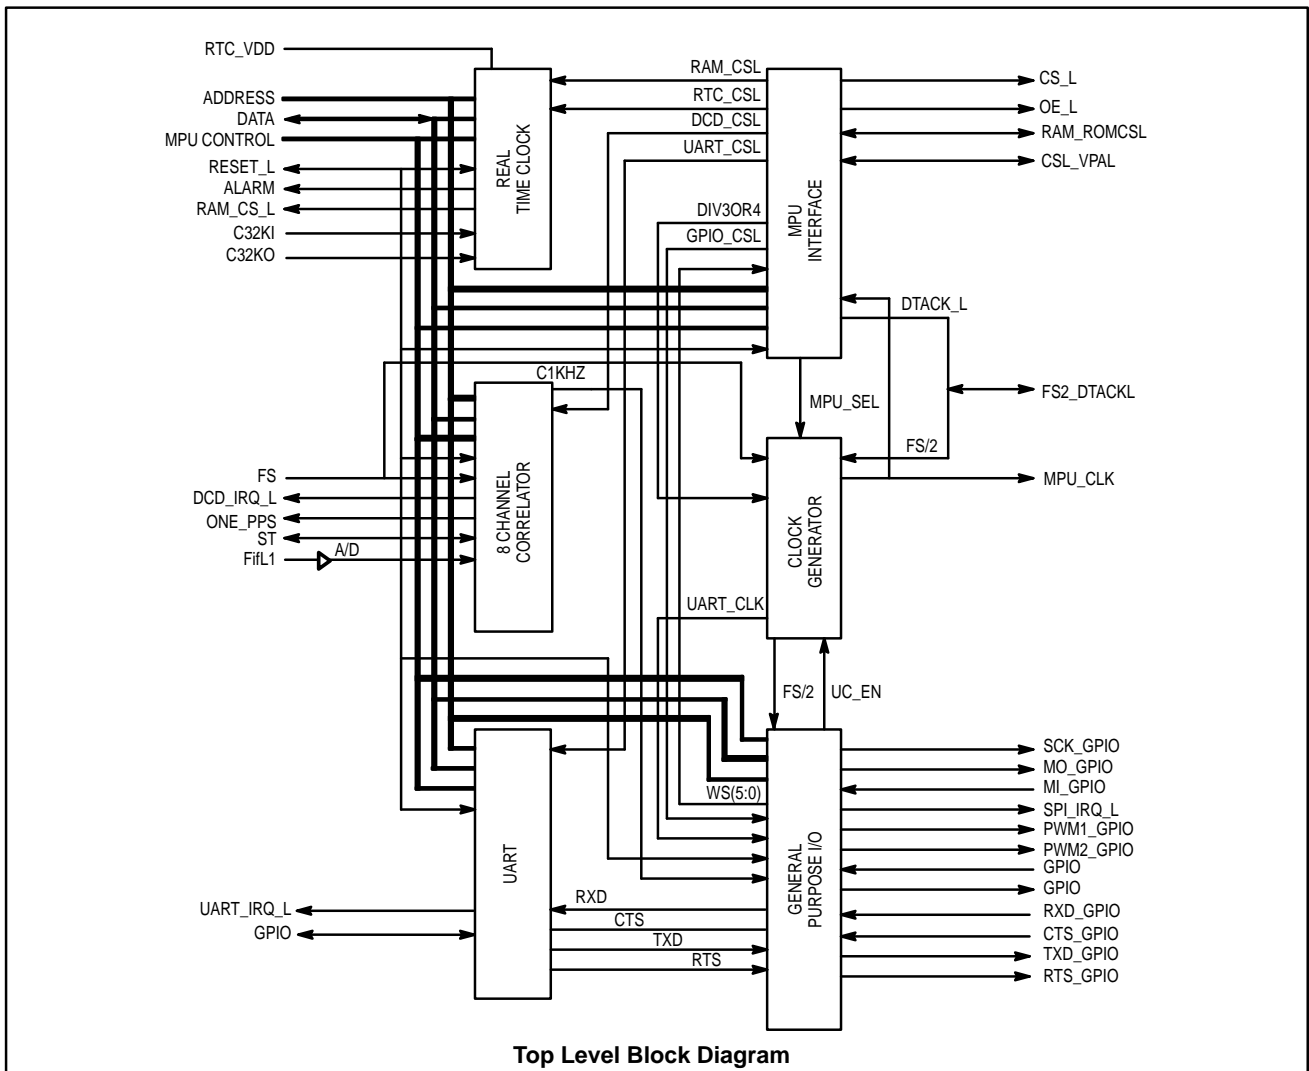 RTC_VDD
ADDRESS
DATA
MPU CONTROL
RESET_L
ALARM
RAM_CS_L
C32KI
C32KO
REAL
TIME CLOCK
RAM_CSL
RTC_CSL
DCD_CSL
UART_CSL
DIV3OR4
GPIO_CSL
MPU
INTERFACE
CS_L
OE_L
RAM_ROMCSL
CSL_VPAL
DTACK_L
C1KHZ
MPU_SEL
FS2_DTACKL
FS/2
FS
DCD_IRQ_L
ONE_PPS
ST
FifL1
A/D
8 CHANNEL
CORRELATOR
CLOCK
GENERATOR
MPU_CLK
UART_CLK
FS/2
UC_EN
WS(5:0)
UART
UART_IRQ_L
GPIO
RXD
CTS
TXD
RTS
GENERAL
PURPOSE I/O
SCK_GPIO
MO_GPIO
MI_GPIO
SPI_IRQ_L
PWM1_GPIO
PWM2_GPIO
GPIO
GPIO
RXD_GPIO
CTS_GPIO
TXD_GPIO
RTS_GPIO
Top Level Block Diagram